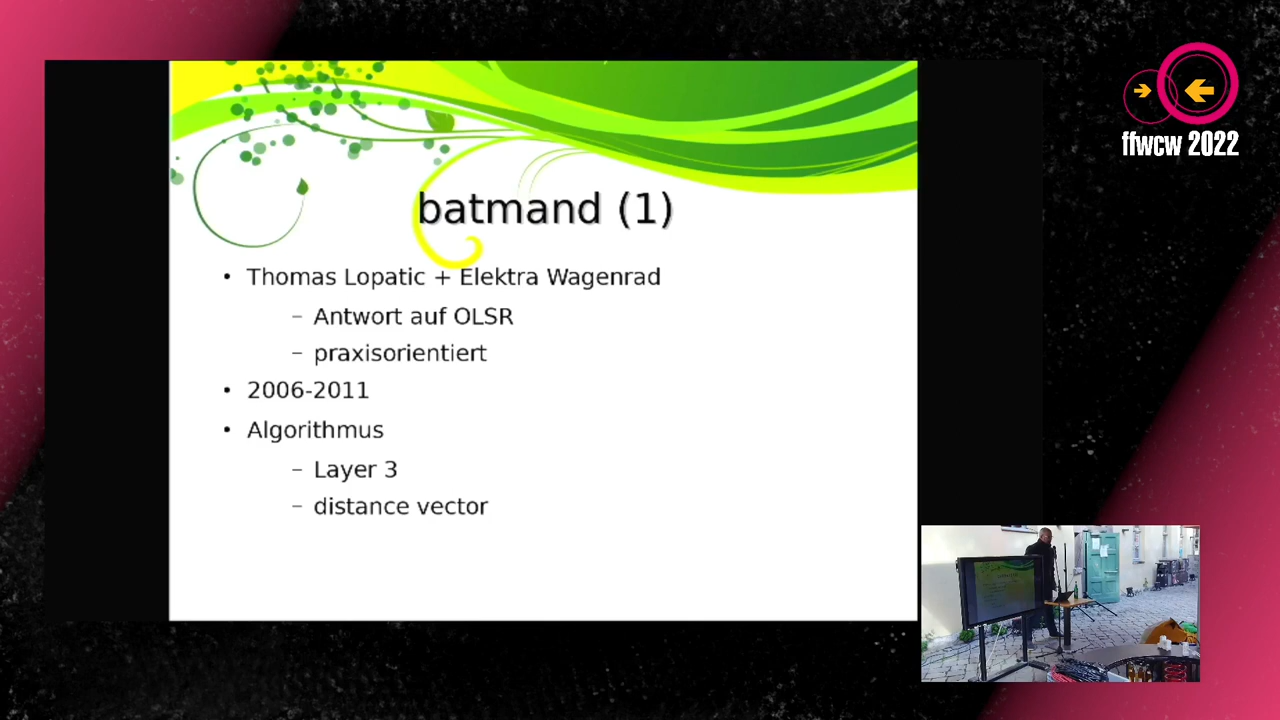 batmand (1)
• Thomas Lopatic + Elektra Wagenrad
– Antwort auf OLSR
– praxisorientiert
• 2006-2011
• Algorithmus
– Layer 3
– distance vector
ffwcw 2022